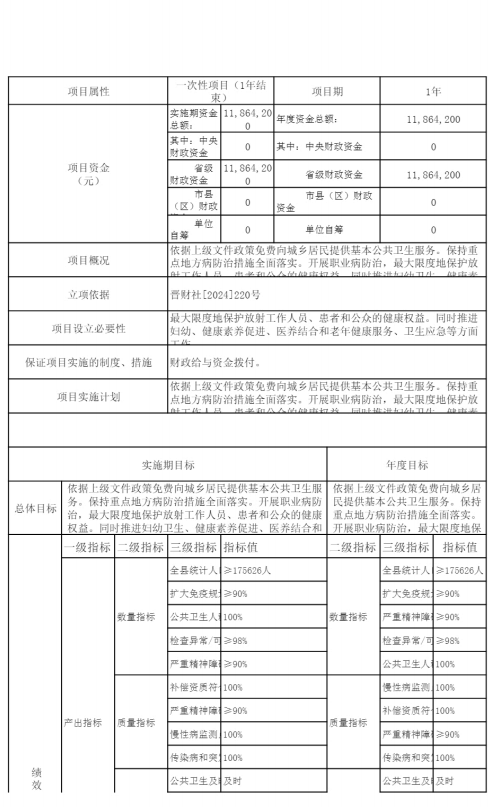 项目属性 一次性项目（1年结束） 项目期 1年
项目资金（元） 实施期资金总额： 11,864,200 年度资金总额： 11,864,200
其中：中央财政资金 0 其中：中央财政资金 0
省级财政资金 11,864,200 省级财政资金 11,864,200
市县（区）财政 0 市县（区）财政资金 0
单位自筹 0 单位自筹 0
项目概况 依据上级文件政策免费向城乡居民提供基本公共卫生服务。保持重
点地方病防治措施全面落实。开展职业病防治，最大限度地保护放
射工作人员、患者和公众的健康权益。同时推进妇幼卫生、健康素
立项依据 晋财社[2024]220号
项目设立必要性 最大限度地保护放射工作人员、患者和公众的健康权益。同时推进
妇幼、健康素养促进、医养结合和老年健康服务、卫生应急等方面
工作
保证项目实施的制度、措施 财政给与资金拨付。
项目实施计划 依据上级文件政策免费向城乡居民提供基本公共卫生服务。保持重
点地方病防治措施全面落实。开展职业病防治，最大限度地保护放
射工作人员、患者和公众的健康权益。同时推进妇幼卫生、健康素
实施期目标 年度目标
总体目标
依据上级文件政策免费向城乡居民提供基本公共卫生服
务。保持重点地方病防治措施全面落实。开展职业病防
治，最大限度地保护放射工作人员、患者和公众的健康
权益。同时推进妇幼卫生、健康素养促进、医养结合和
依据上级文件政策免费向城乡居民提供基
本公共卫生服务。保持
重点地方病防治措施全面落实。
开展职业病防治，最大限度地保
绩效
一级指标 二级指标 三级指标 指标值 二级指标 三级指标 指标值
产出指标
数量指标 全县统计人 ≥175626人 数量指标 全县统计人 ≥175626人
扩大免疫规 ≥90% 扩大免疫规 ≥90%
公共卫生人 100% 严重精神障 ≥90%
检查异常/可 ≥98% 检查异常/可 ≥98%
严重精神障 ≥90% 公共卫生人 100%
质量指标 补偿资质符 100% 质量指标 慢性病监测 100%
严重精神障 ≥90% 补偿资质符 100%
慢性病监测 100% 严重精神障 ≥90%
传染病和突 100% 传染病和突 100%
公共卫生及 及时 公共卫生及 及时